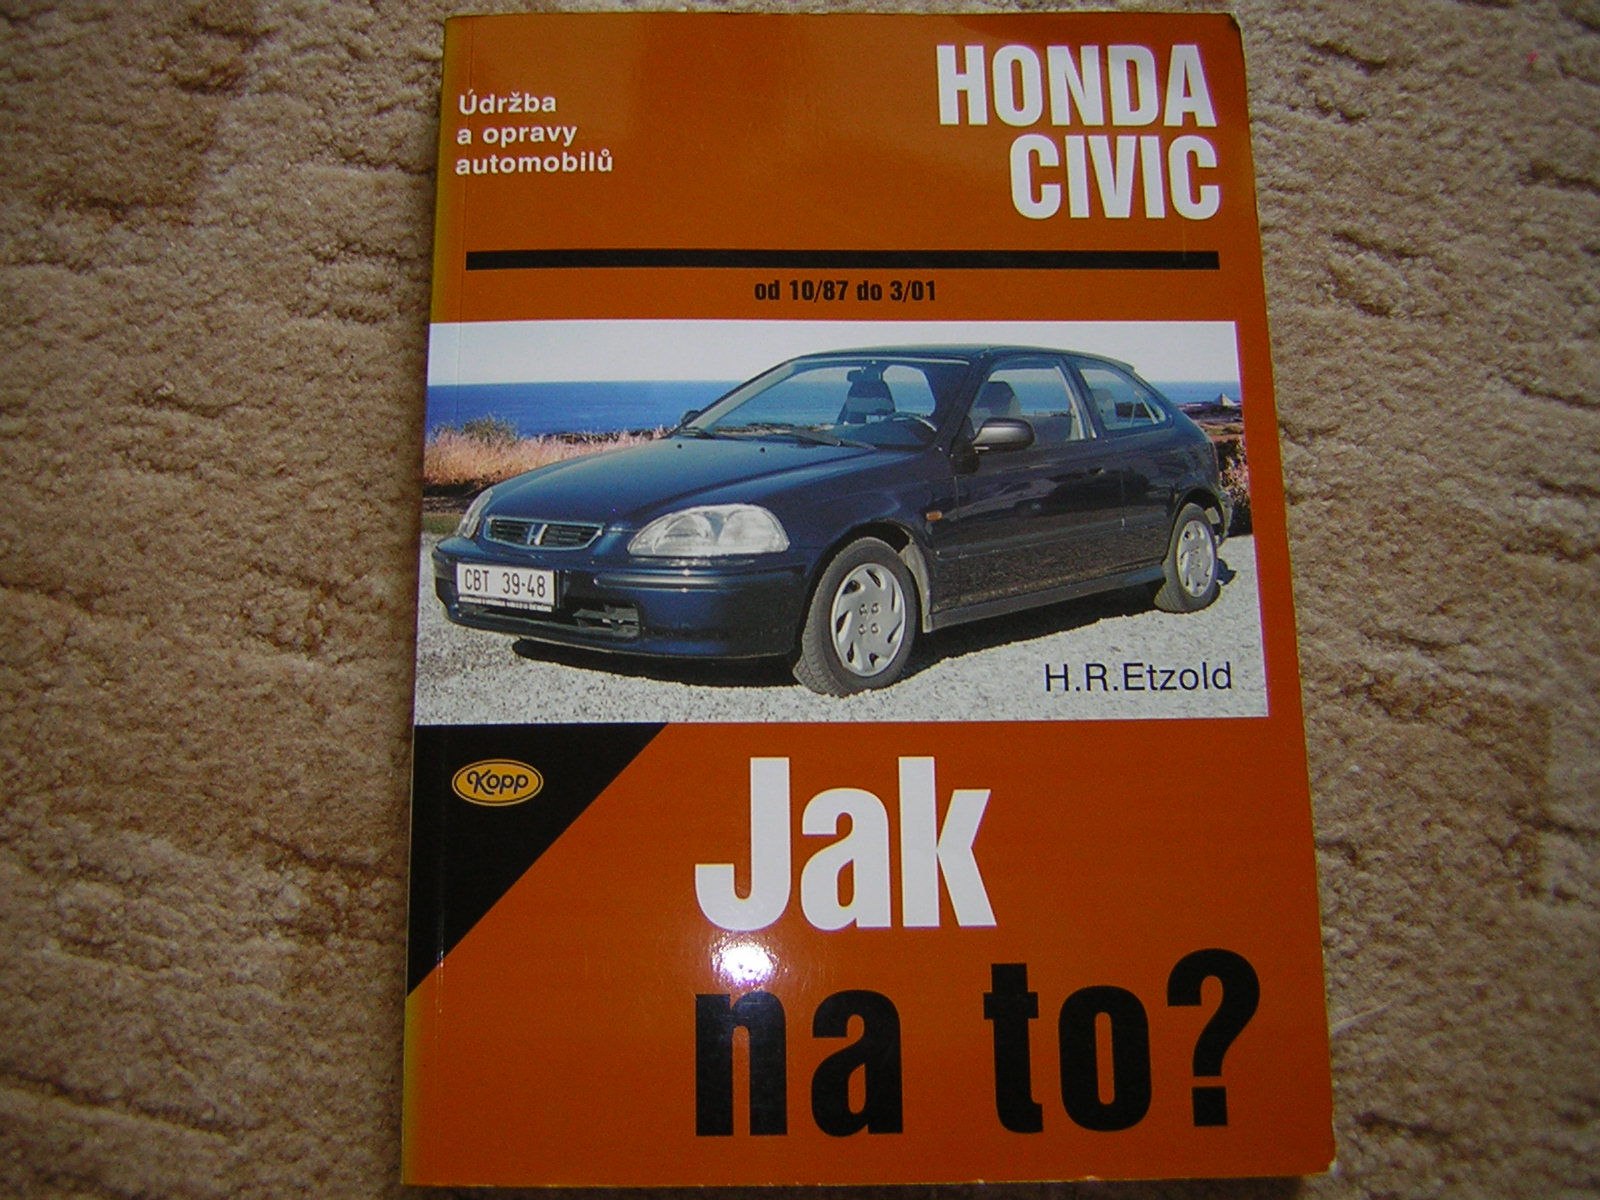 Údržba
a opravy
automobilů
HONDA
CIVIC
od 10/87 do 3/01
CBT 39-48
H.R.Etzold
Kopp
Jak
na to?